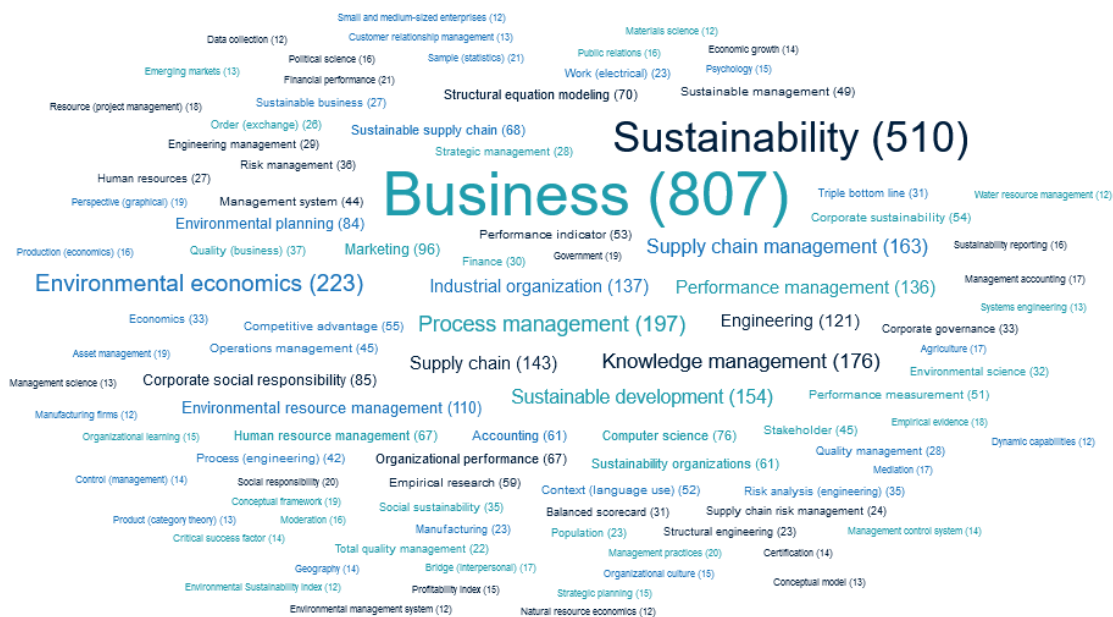 Small and medium-sized enterprises (12)
Materials science (12)
Data collection (12)
Customer relationship management (13)
Public relations (16)
Economic growth (14)
Political science (16)
Sample (statistics) (21)
Emerging markets (13)
Financial performance (21)
Work (electrical) (23)
Psychology (15)
Resource (project management) (18)
Sustainable business (27)
Structural equation modeling (70)
Sustainable management (49)
Order (exchange) (26)
Sustainable supply chain (68)
Sustainability (510)
Engineering management (29)
Strategic management (28)
Risk management (36)
Human resources (27)
Business (807)
Triple bottom line (31)
Water resource management (12)
Perspective (graphical) (19)
Management system (44)
Corporate sustainability (54)
Environmental planning (84)
Performance indicator (53)
Supply chain management (163)
Sustainability reporting (16)
Production (economics) (16)
Quality (business) (37)
Marketing (96)
Finance (30)
Government (19)
Environmental economics (223)
Industrial organization (137)
Performance management (136)
Management accounting (17)
Systems engineering (13)
Economics (33)
Competitive advantage (55)
Process management (197)
Engineering (121)
Corporate governance (33)
Asset management (19)
Operations management (45)
Supply chain (143)
Knowledge management (176)
Agriculture (17)
Environmental science (32)
Management science (13)
Corporate social responsibility (85)
Sustainable development (154)
Performance measurement (51)
Manufacturing firms (12)
Environmental resource management (110)
Empirical evidence (18)
Organizational learning (15)
Human resource management (67)
Accounting (61)
Computer science (76)
Stakeholder (45)
Dynamic capabilities (12)
Process (engineering) (42)
Organizational performance (67)
Sustainability organizations (61)
Quality management (28)
Mediation (17)
Control (management) (14)
Social responsibility (20)
Empirical research (59)
Context (language use) (52)
Risk analysis (engineering) (35)
Conceptual framework (19)
Social sustainability (35)
Balanced scorecard (31)
Supply chain risk management (24)
Product (category theory) (13)
Moderation (16)
Manufacturing (23)
Population (23)
Structural engineering (23)
Management control system (14)
Critical success factor (14)
Total quality management (22)
Management practices (20)
Certification (14)
Geography (14)
Bridge (interpersonal) (17)
Organizational culture (15)
Conceptual model (13)
Environmental Sustainability Index (12)
Profitability index (15)
Strategic planning (15)
Environmental management system (12)
Natural resource economics (12)